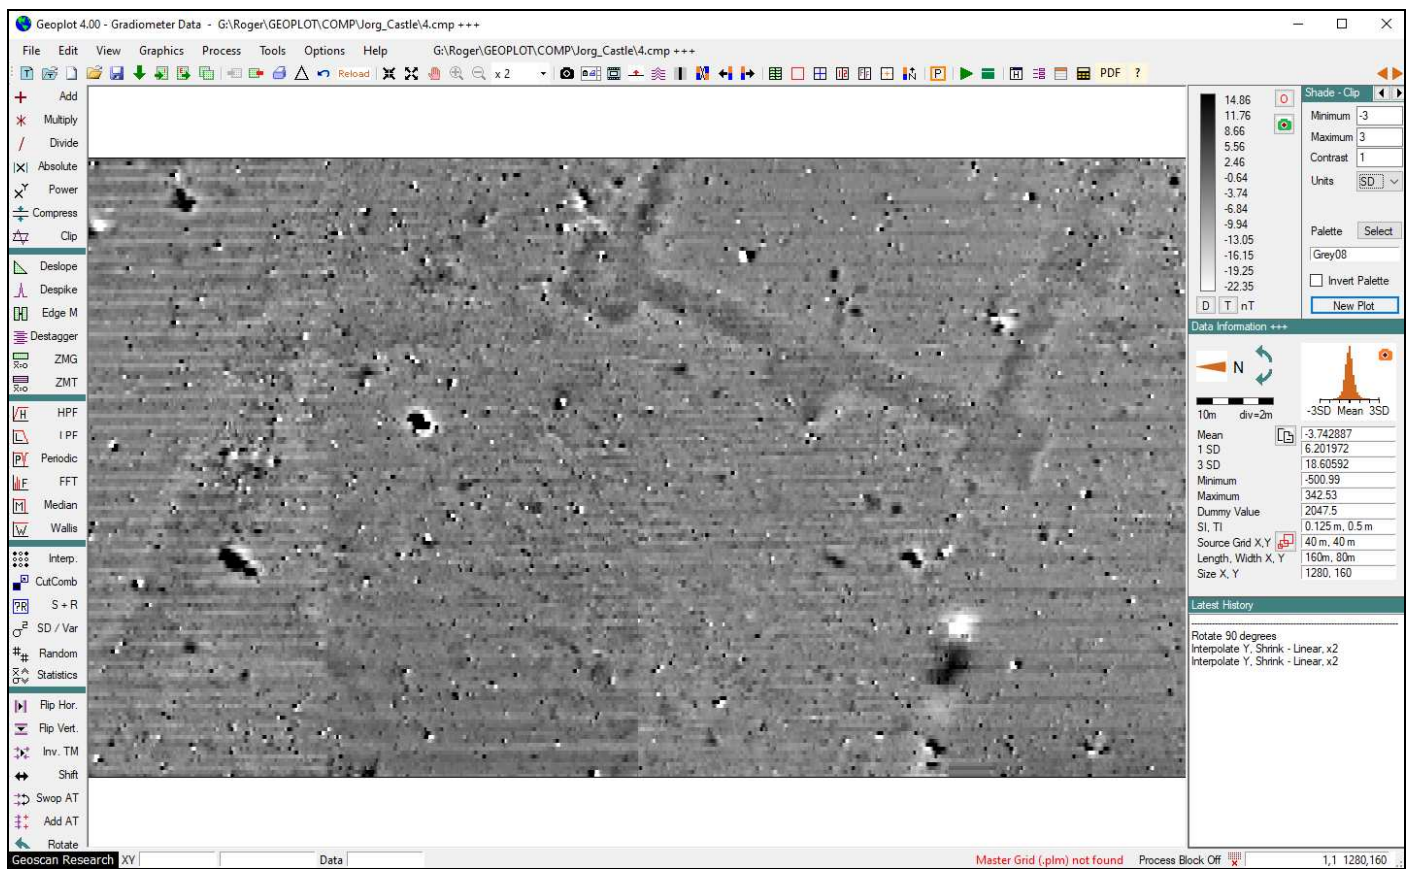 Geoplot 4.00 - Gradiometer Data - G:\Roger\GEOPLOT\COMP\Jorg_Castle\4.cmp +++
File Edit View Graphics Process Tools Options Help G:\Roger\GEOPLOT\COMP\Jorg_Castle\4.cmp +++
Reload x 2 P H PDF ?
Add
Multiply
Divide
Absolute
Power
Compress
Clip
Deslope
Despike
Edge M
Destagger
ZMG
ZMT
HPF
LPF
Periodic
FFT
Median
Wallis
Interp.
CutComb
S + R
SD / Var
Random
Statistics
Flip Hor.
Flip Vert.
Inv. TM
Shift
Swop AT
Add AT
Rotate
14.86
11.76
8.66
5.56
2.46
-0.64
-3.74
-6.84
-9.94
-13.05
-16.15
-19.25
-22.35
D T nT
Shade - Clip
Minimum -3
Maximum 3
Contrast 1
Units SD
Palette Select
Grey08
Invert Palette
New Plot
Data Information +++
N
10m div=2m
-3SD Mean 3SD
Mean -3.742887
1 SD 6.201972
3 SD 18.60592
Minimum -500.99
Maximum 342.53
Dummy Value 2047.5
SI, TI 0.125 m, 0.5 m
Source Grid X,Y 40 m, 40 m
Length, Width X, Y 160m, 80m
Size X, Y 1280, 160
Latest History
Rotate 90 degrees
Interpolate Y, Shrink - Linear, x2
Interpolate Y, Shrink - Linear, x2
Geoscan Research XY Data Master Grid (.plm) not found Process Block Off 1,1 1280,160